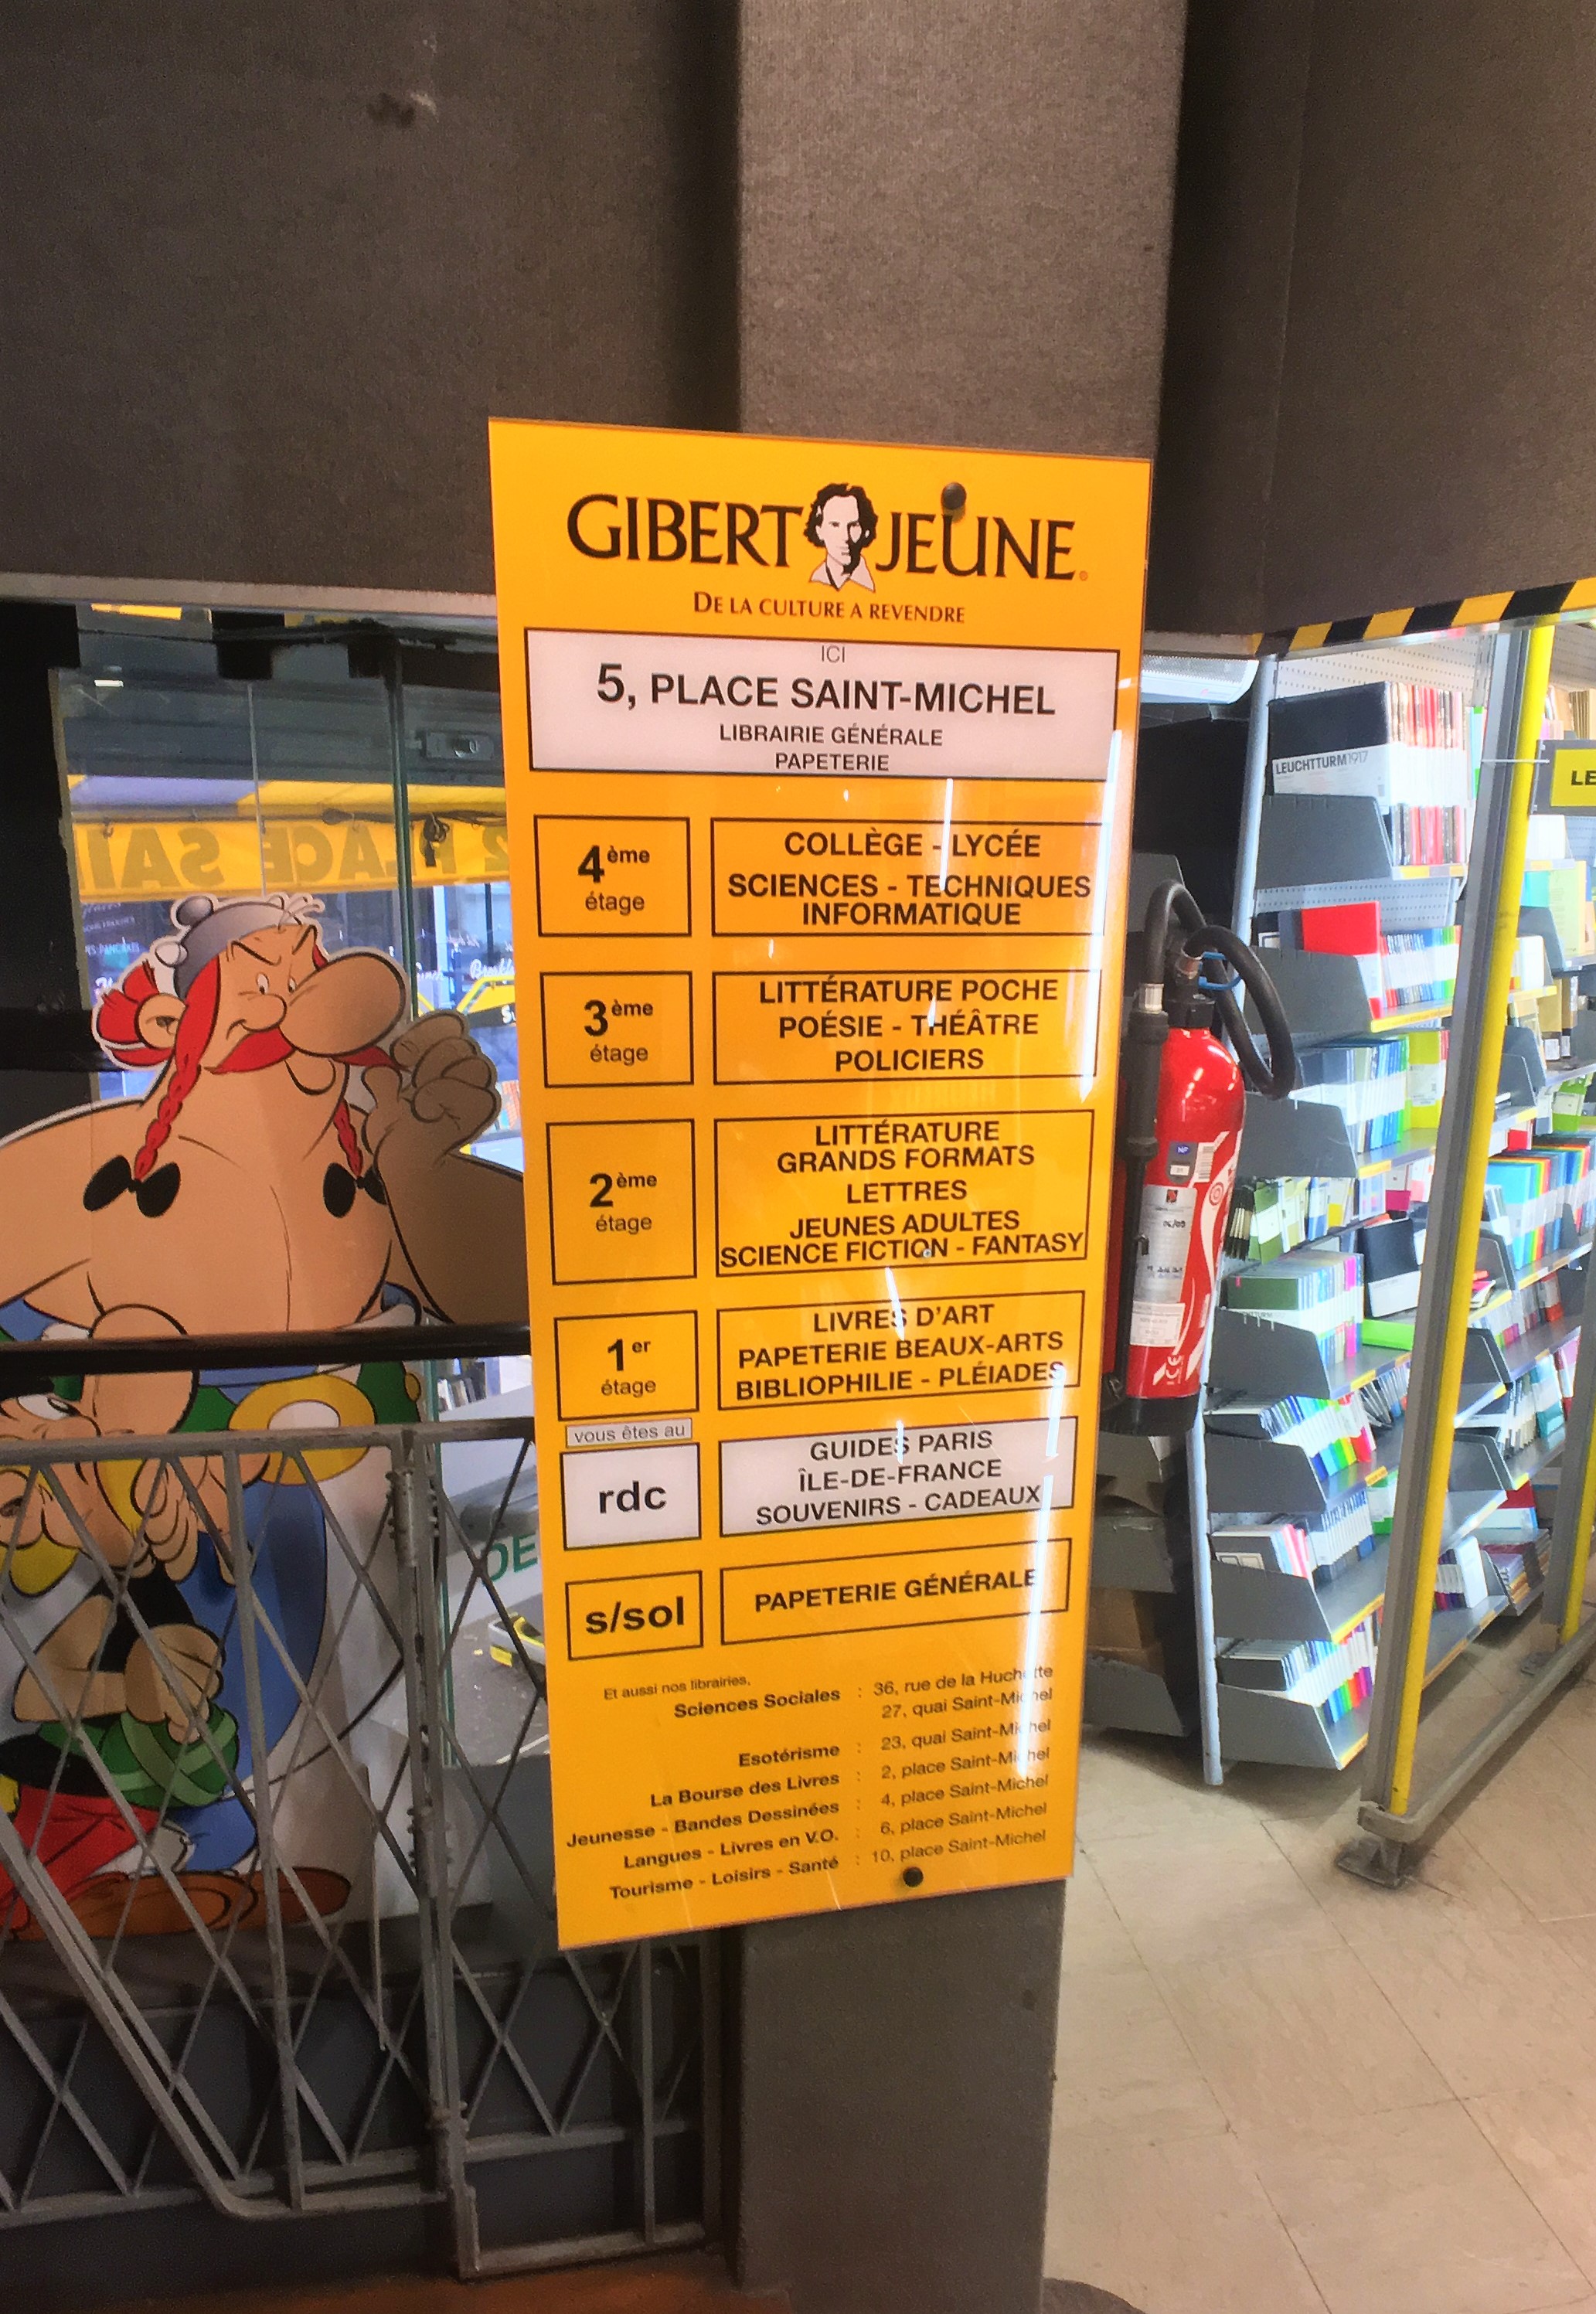 GIBERT JEUNE
DE LA CULTURE A REVENDRE
ICI
5, PLACE SAINT-MICHEL
LIBRAIRIE GÉNÉRALE
PAPETERIE
4ème
étage
COLLÈGE - LYCÉE
SCIENCES - TECHNIQUES
INFORMATIQUE
3ème
étage
LITTÉRATURE POCHE
POÉSIE - THÉÂTRE
POLICIERS
2ème
étage
LITTÉRATURE
GRANDS FORMATS
LETTRES
JEUNES ADULTES
SCIENCE FICTION - FANTASY
1er
étage
LIVRES D'ART
PAPETERIE BEAUX-ARTS
BIBLIOPHILIE - PLÉIADES
vous êtes au
rdc
GUIDES PARIS
ÎLE-DE-FRANCE
SOUVENIRS - CADEAUX
s/sol
PAPETERIE GÉNÉRALE
Et aussi nos librairies,
Sciences Sociales : 36, rue de la Huchette
27, quai Saint-Michel
Esotérisme : 23, quai Saint-Michel
La Bourse des Livres : 2, place Saint-Michel
Jeunesse - Bandes Dessinées : 4, place Saint-Michel
Langues - Livres en V.O. : 6, place Saint-Michel
Tourisme - Loisirs - Santé : 10, place Saint-Michel
2 PLACE SAI
LEUCHTTURM1917
LE
DE